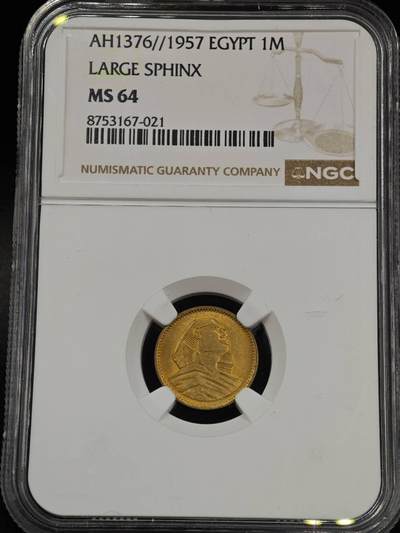 AH1376//1957 EGYPT 1M
LARGE SPHINX
MS 64
8753167-021
NUMISMATIC GUARANTY COMPANY
NGC